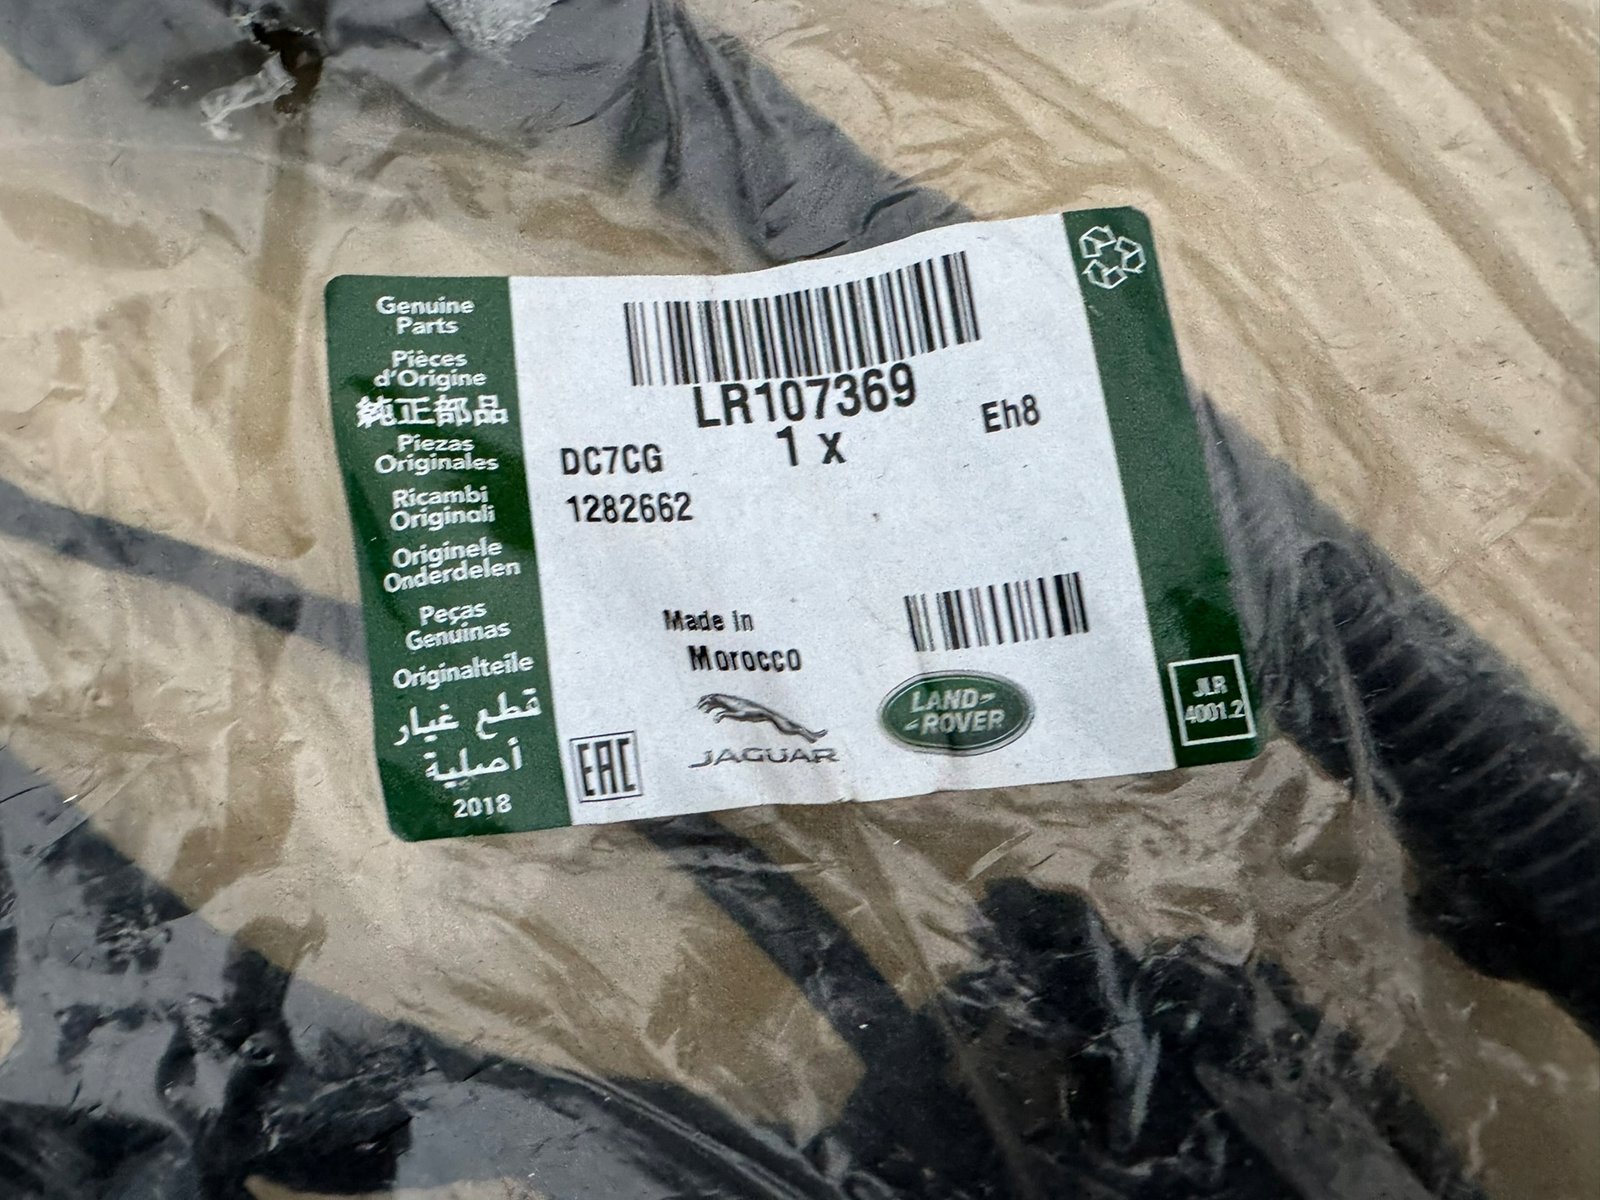 Genuine
Parts
Pièces
d'Origine
純正部品
Piezas
Originales
Ricambi
Originali
Originele
Onderdelen
Peças
Genuinas
Originalteile
قطع غيار
أصلية
2018
LR107369
1 x
Eh8
DC7CG
1282662
Made In
Morocco
EAC
JAGUAR
LAND-
-ROVER
JLR
4001.2